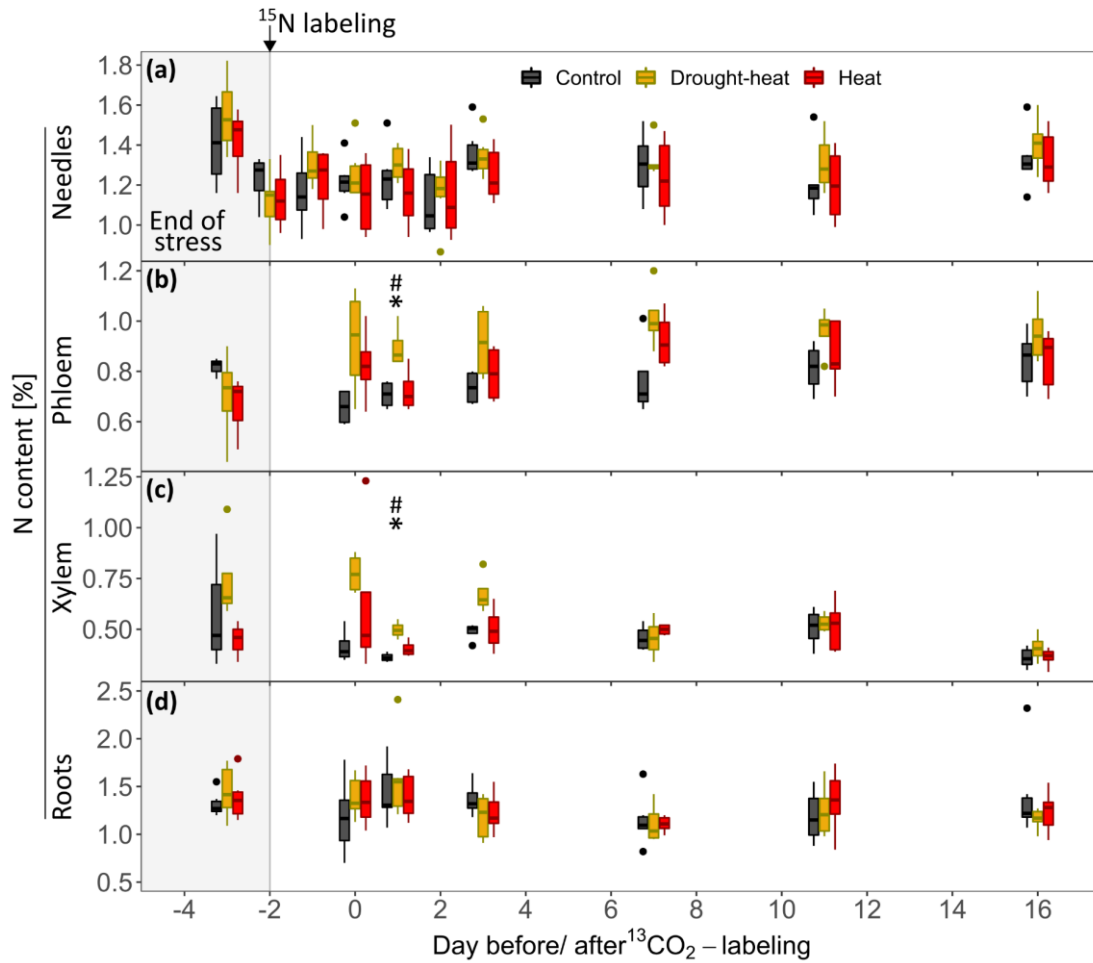 ¹⁵N labeling
(a)
Control Drought-heat Heat
1.8
1.6
1.4
1.2
1.0
Needles
End of
stress
(b)
#
*
1.2
1.0
0.8
0.6
Phloem
N content [%]
(c)
#
*
1.25
1.00
0.75
0.50
Xylem
(d)
2.5
2.0
1.5
1.0
0.5
Roots
-4 -2 0 2 4 6 8 10 12 14 16
Day before/ after ¹³CO₂ – labeling